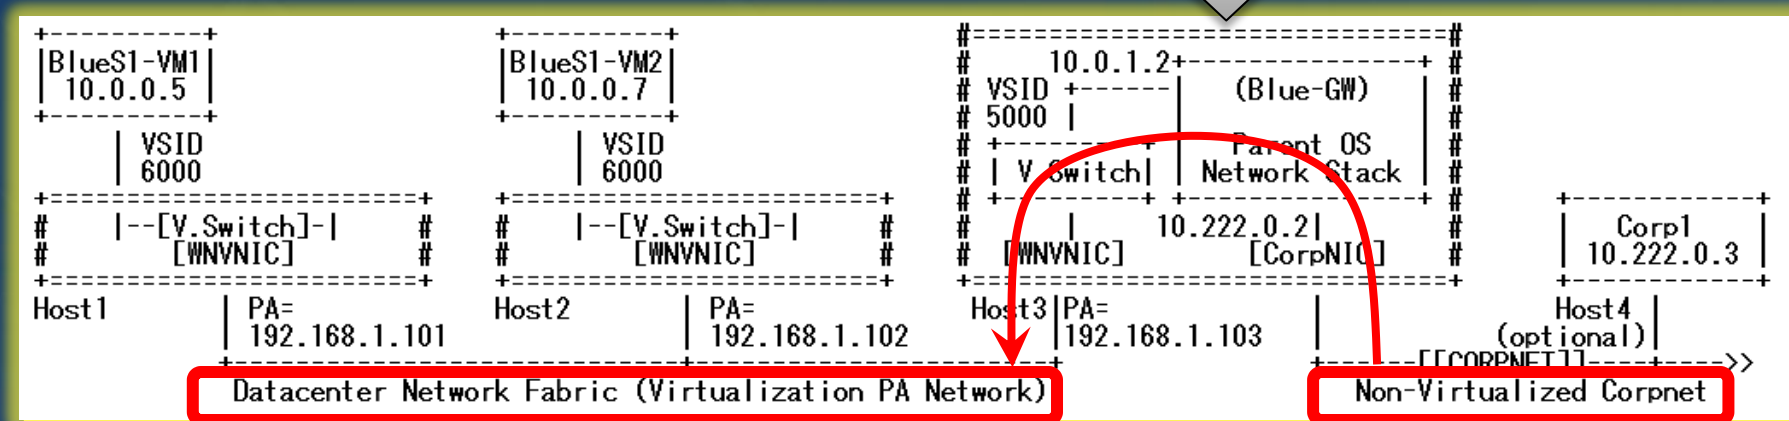 BlueS1-VM1
10.0.0.5
VSID
6000
|--[V.Switch]-|
[WNVNIC]
Host1
PA=
192.168.1.101
BlueS1-VM2
10.0.0.7
VSID
6000
|--[V.Switch]-|
[WNVNIC]
Host2
PA=
192.168.1.102
10.0.1.2
VSID
5000
(Blue-GW)
Parent OS
Network Stack
V.Switch
10.222.0.2
[WNVNIC]
[CorpNIC]
Host3
PA=
192.168.1.103
Corp1
10.222.0.3
Host4
(optional)
[[CORPNET]]
Datacenter Network Fabric (Virtualization PA Network)
Non-Virtualized Corpnet